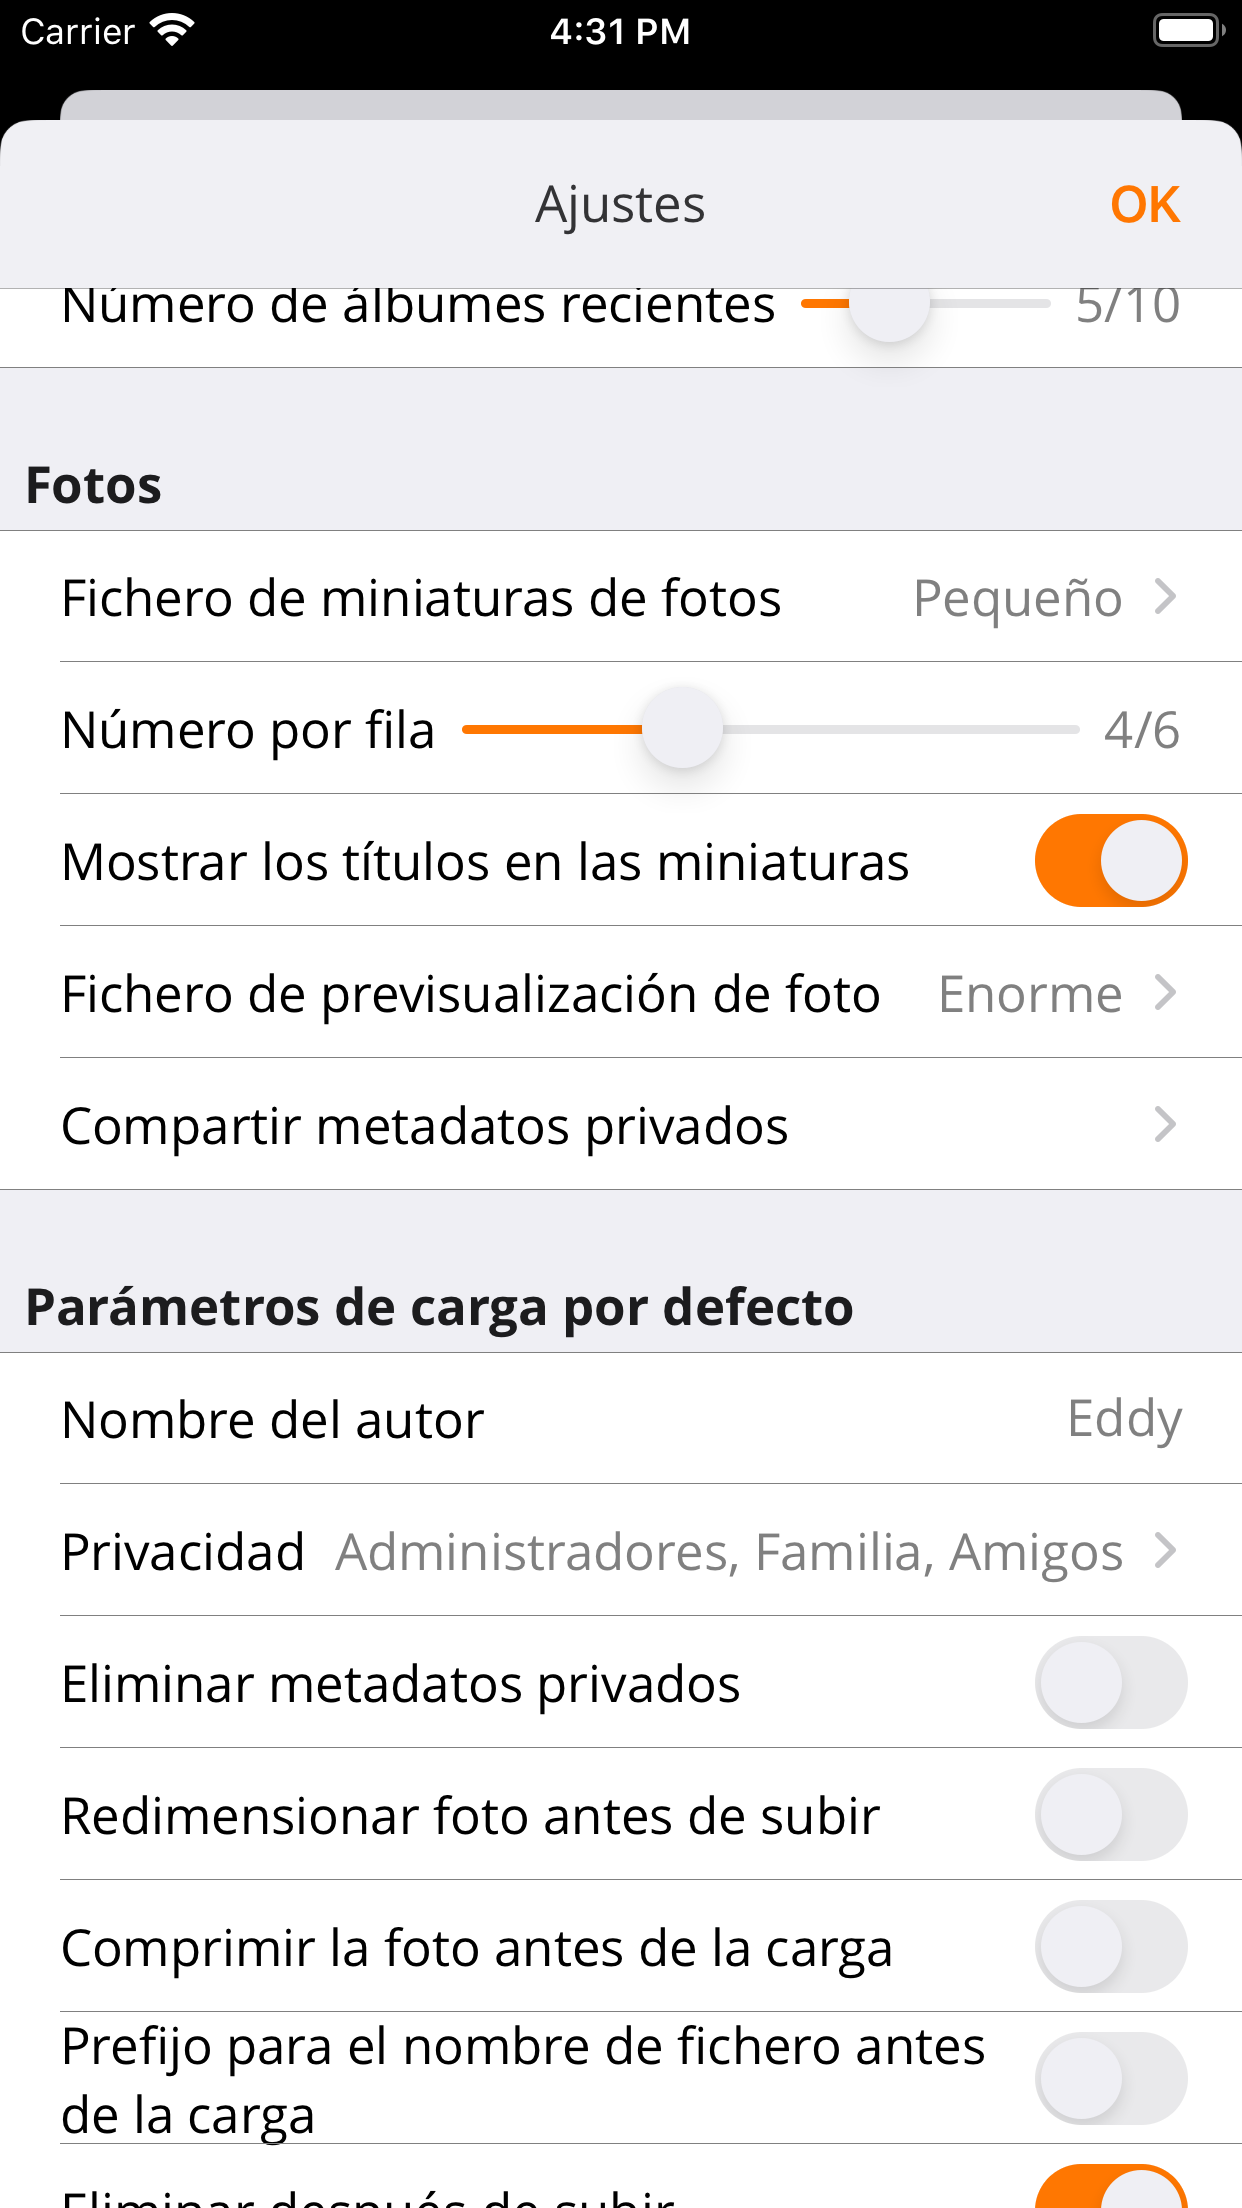 Carrier
4:31 PM
Ajustes
OK
Número de álbumes recientes
5/10
Fotos
Fichero de miniaturas de fotos
Pequeño
Número por fila
4/6
Mostrar los títulos en las miniaturas
Fichero de previsualización de foto
Enorme
Compartir metadatos privados
Parámetros de carga por defecto
Nombre del autor
Eddy
Privacidad
Administradores, Familia, Amigos
Eliminar metadatos privados
Redimensionar foto antes de subir
Comprimir la foto antes de la carga
Prefijo para el nombre de fichero antes
de la carga
Eliminar después de subir